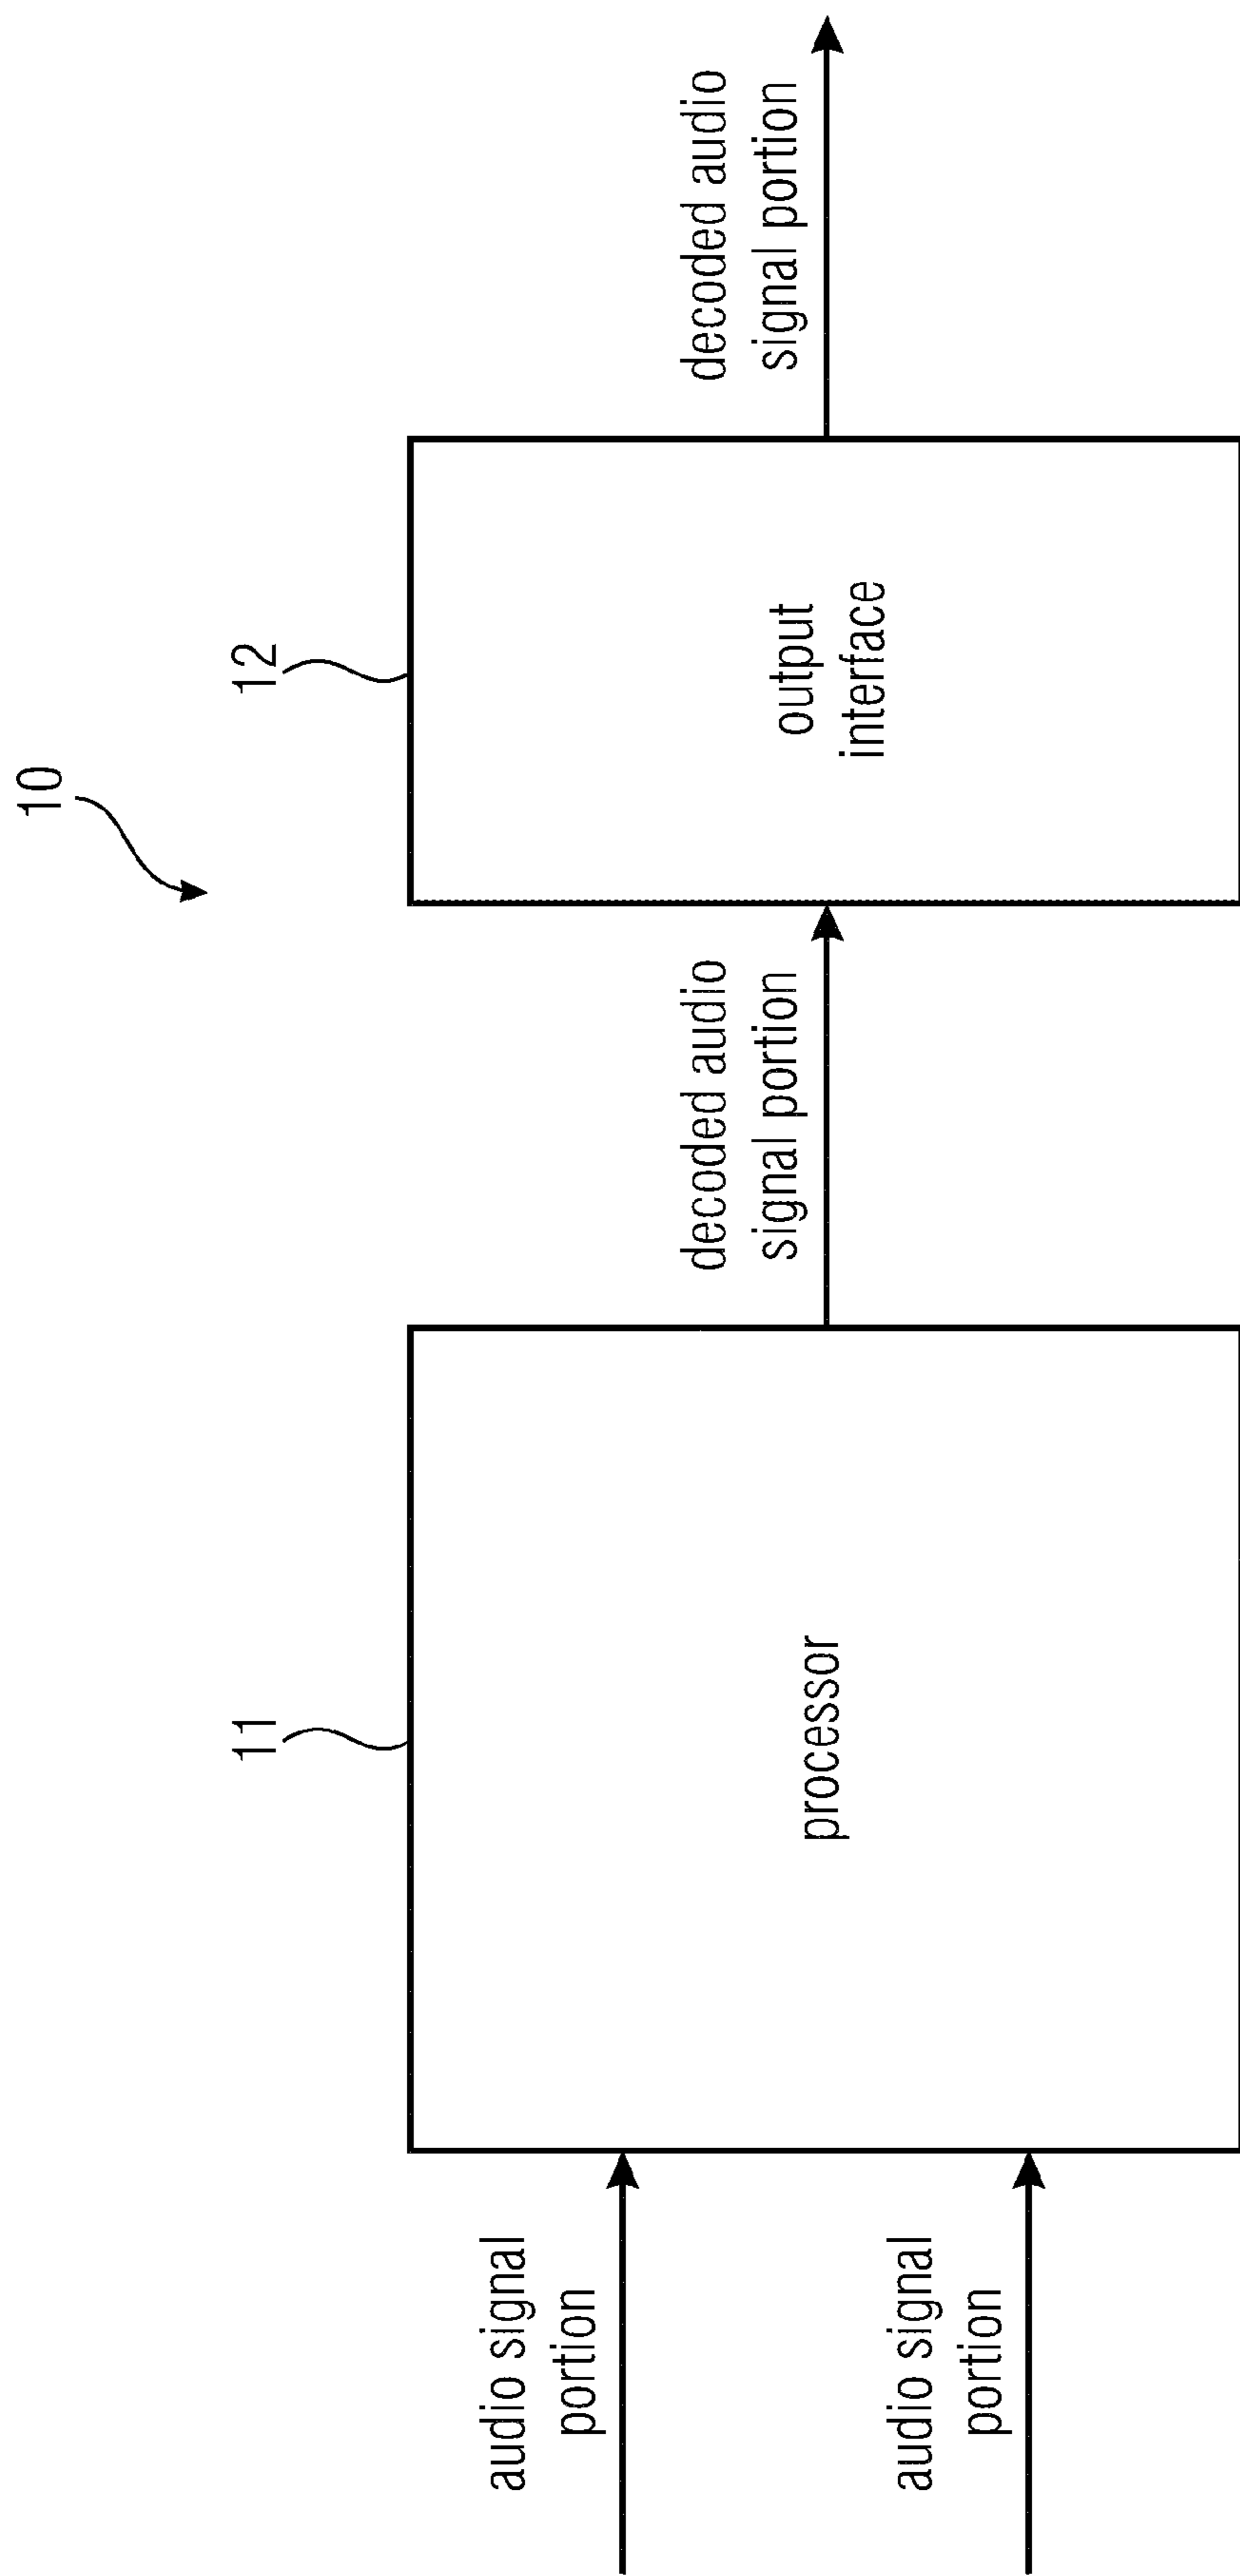 10
11
12
audio signal
portion
audio signal
portion
processor
decoded audio
signal portion
output
interface
decoded audio
signal portion